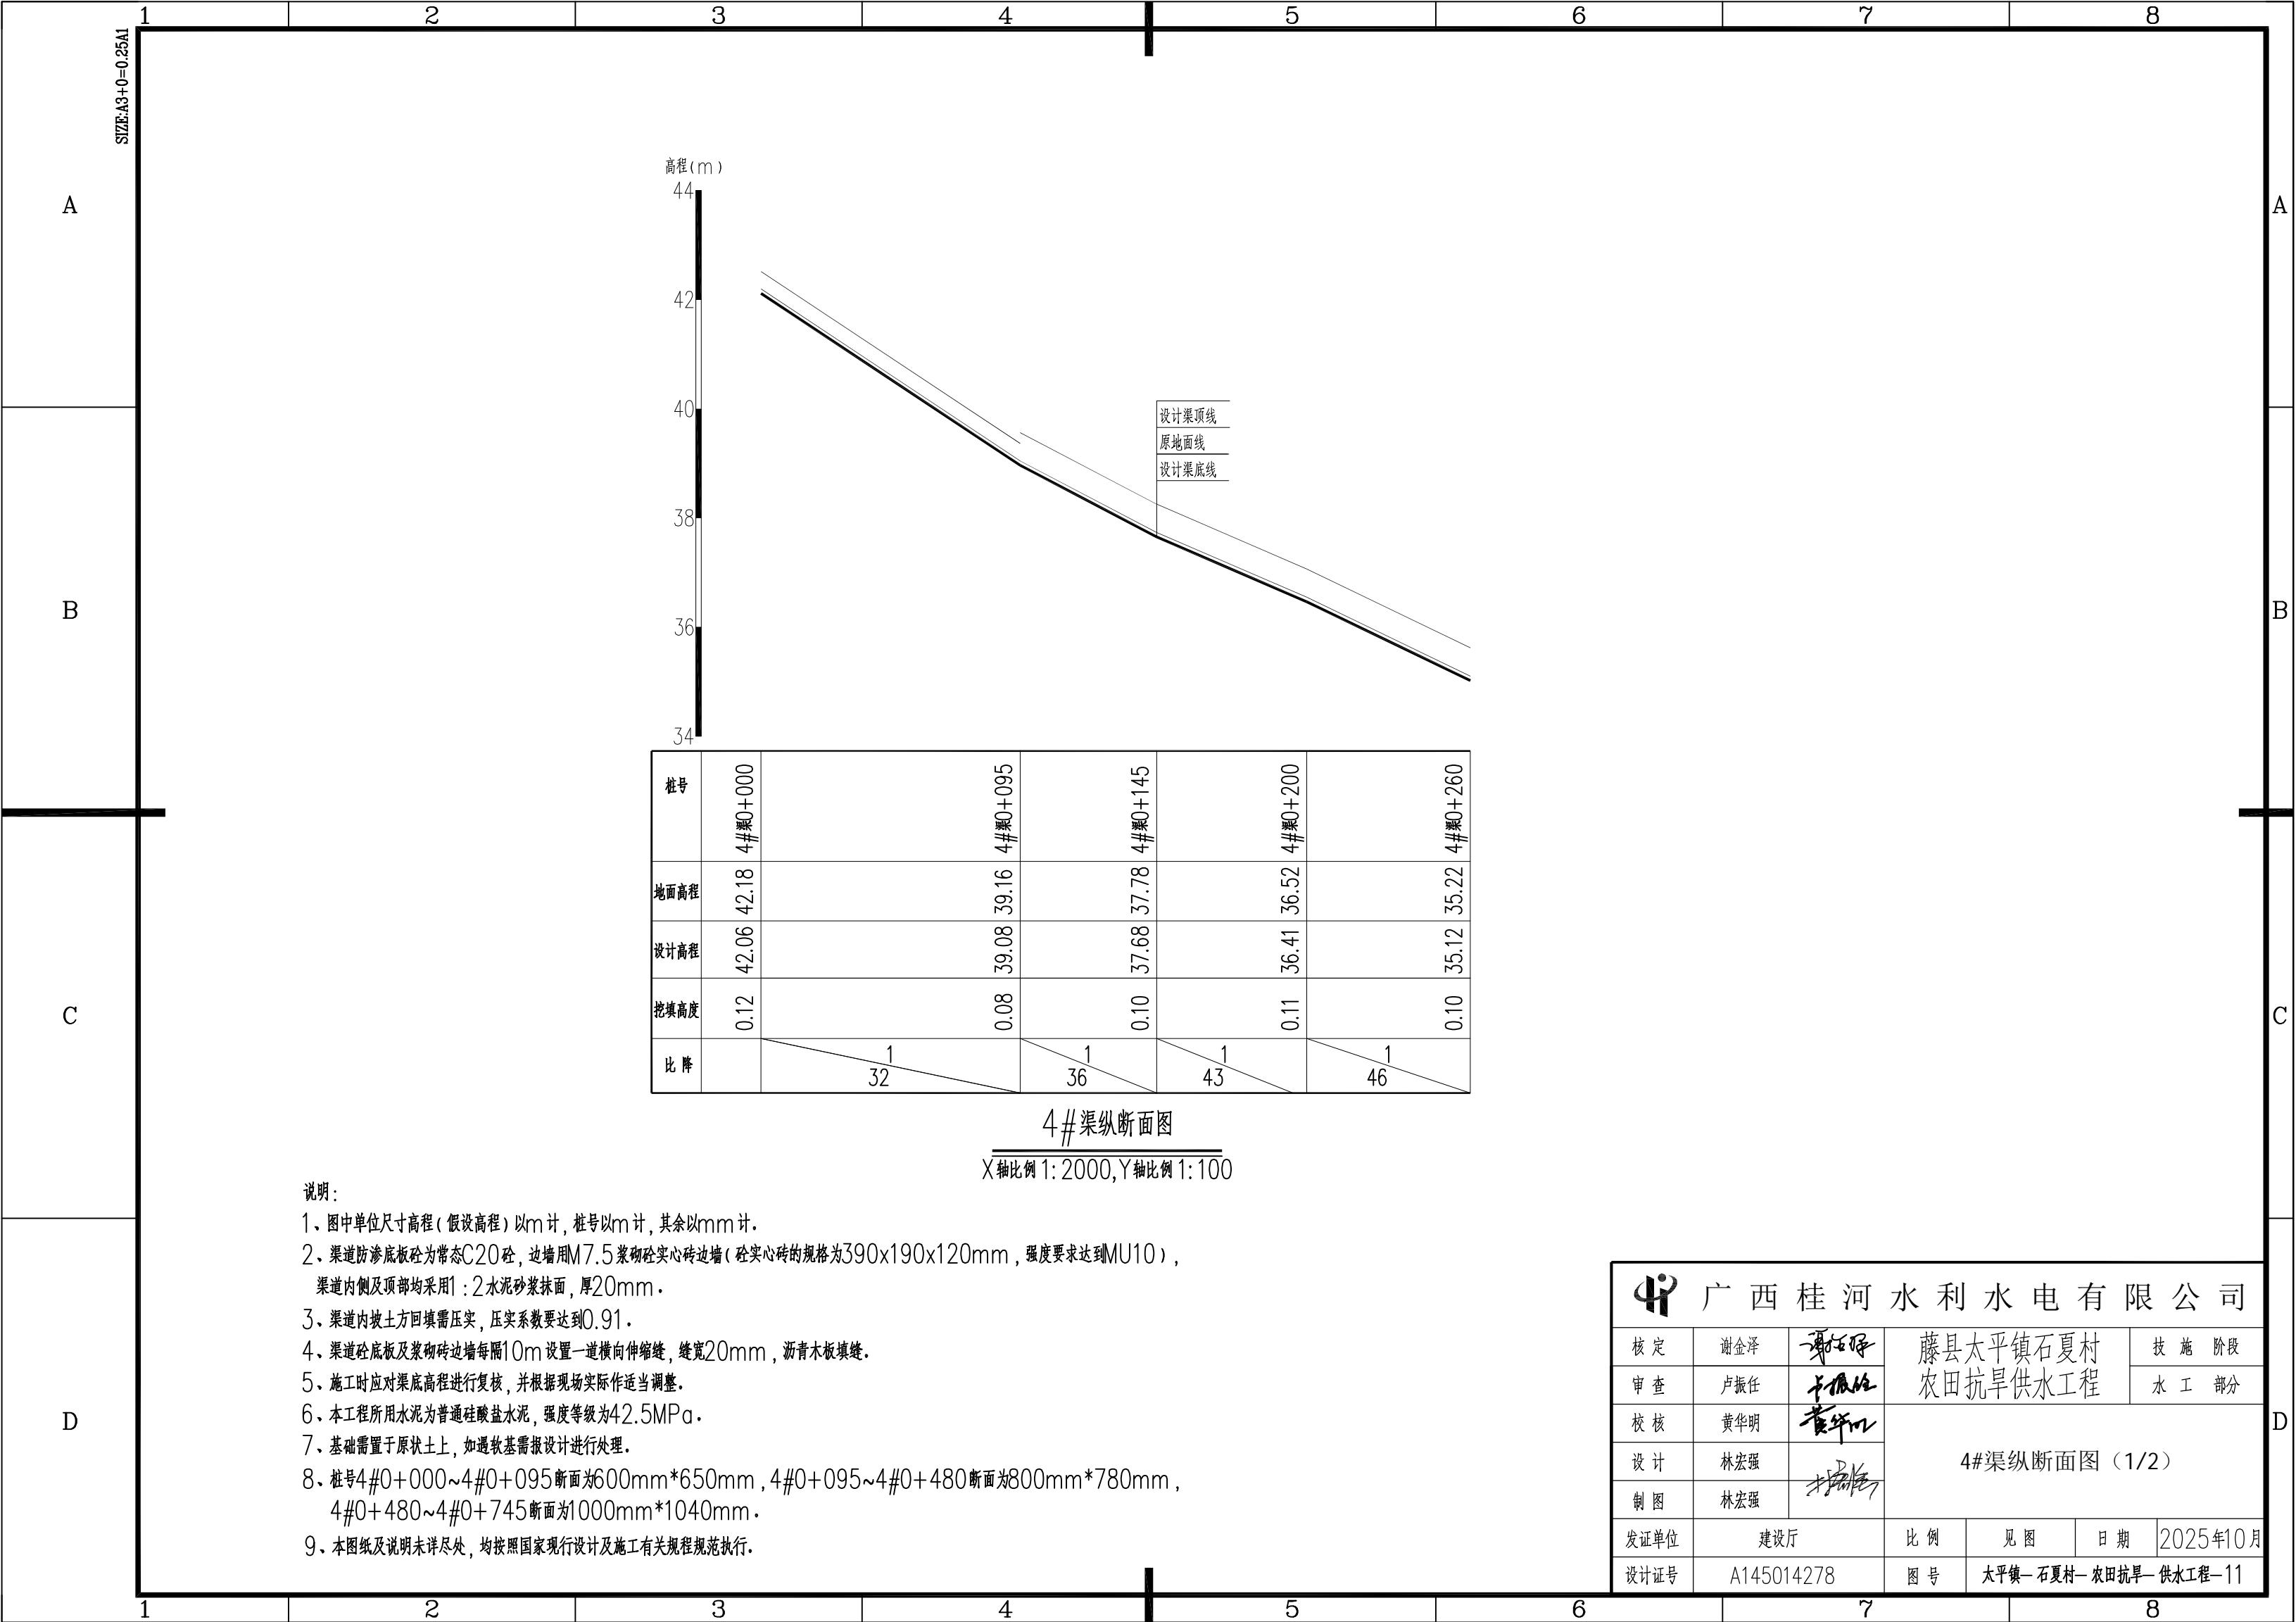 1 2 3 4 5 6 7 8
SIZE:A3+0=0.25A1
A
B
C
D
A
B
C
D
高程(m)
44
42
40
38
36
34
设计渠顶线
原地面线
设计渠底线
桩号 4#渠0+000 4#渠0+095 4#渠0+145 4#渠0+200 4#渠0+260
地面高程 42.18 39.16 37.78 36.52 35.22
设计高程 42.06 39.08 37.68 36.41 35.12
挖填高度 0.12 0.08 0.10 0.11 0.10
比 降 1 32 1 36 1 43 1 46
4#渠纵断面图
X轴比例1:2000,Y轴比例1:100
说明:
1、图中单位尺寸高程(假设高程)以m计,桩号以m计,其余以mm计.
2、渠道防渗底板砼为常态C20砼,边墙用M7.5浆砌砼实心砖边墙(砼实心砖的规格为390x190x120mm,强度要求达到MU10),
渠道内侧及顶部均采用1:2水泥砂浆抹面,厚20mm.
3、渠道内坡土方回填需压实,压实系数要达到0.91.
4、渠道砼底板及浆砌砖边墙每隔10m设置一道横向伸缩缝,缝宽20mm,沥青木板填缝.
5、施工时应对渠底高程进行复核,并根据现场实际作适当调整.
6、本工程所用水泥为普通硅酸盐水泥,强度等级为42.5MPa.
7、基础需置于原状土上,如遇软基需报设计进行处理.
8、桩号4#0+000~4#0+095断面为600mm*650mm,4#0+095~4#0+480断面为800mm*780mm,
4#0+480~4#0+745断面为1000mm*1040mm.
9、本图纸及说明未详尽处,均按照国家现行设计及施工有关规程规范执行.
广西桂河水利水电有限公司
核 定 谢金泽 谢金泽
审 查 卢振任 卢振任
校 核 黄华明 黄华明
设 计 林宏强 林宏强
制 图 林宏强
藤县太平镇石夏村
农田抗旱供水工程
技 施 阶段
水 工 部分
4#渠纵断面图（1/2）
发证单位 建设厅 比 例 见 图 日 期 2025年10月
设计证号 A145014278 图 号 太平镇—石夏村—农田抗旱—供水工程—11
1 2 3 4 5 6 7 8